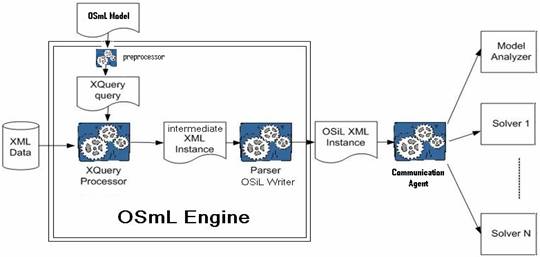 OSmL Model
preprocessor
XQuery
query
XML
Data
XQuery
Processor
intermediate
XML
Instance
Parser
OSiL Writer
OSiL XML
Instance
Communication
Agent
Model
Analyzer
Solver 1
Solver N
OSmL Engine